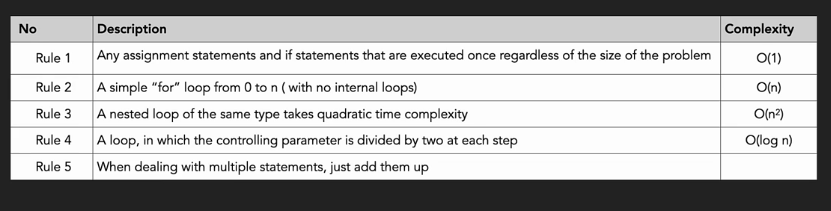 No Description Complexity
Rule 1 Any assignment statements and if statements that are executed once regardless of the size of the problem O(1)
Rule 2 A simple “for” loop from 0 to n ( with no internal loops) O(n)
Rule 3 A nested loop of the same type takes quadratic time complexity O(n²)
Rule 4 A loop, in which the controlling parameter is divided by two at each step O(log n)
Rule 5 When dealing with multiple statements, just add them up